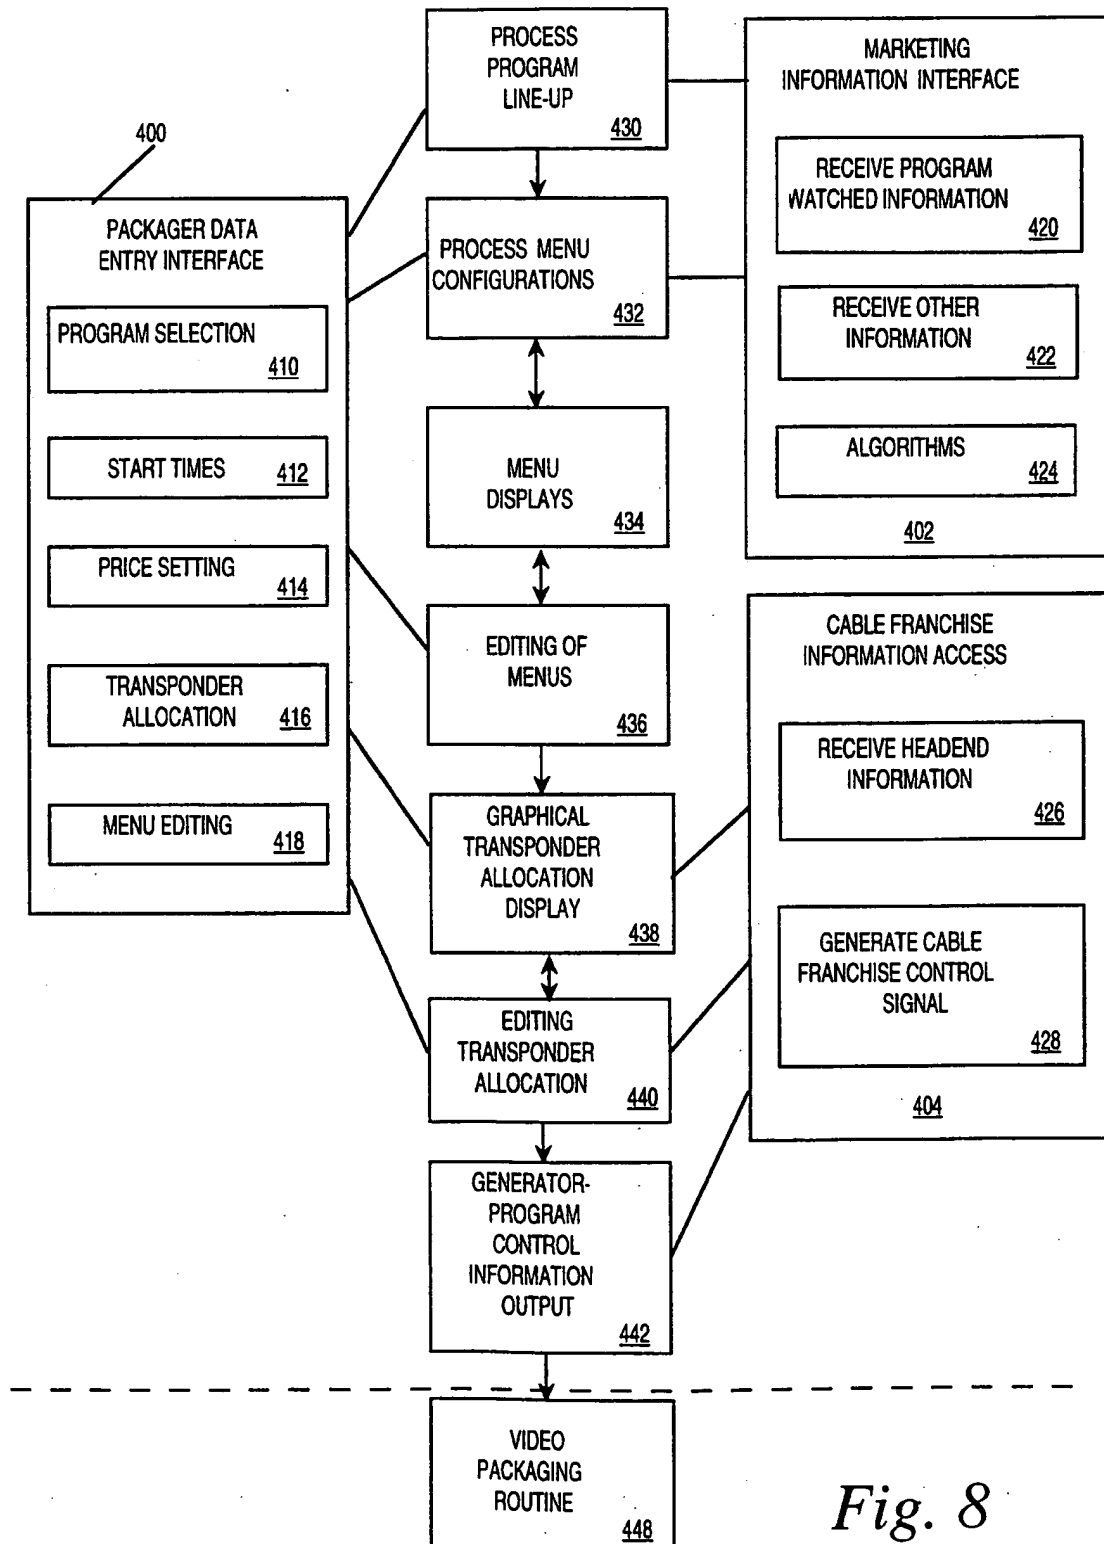 400
PACKAGER DATA
ENTRY INTERFACE
PROGRAM SELECTION
410
START TIMES 412
PRICE SETTING
414
TRANSPONDER
ALLOCATION 416
MENU EDITING 418
PROCESS
PROGRAM
LINE-UP
430
PROCESS MENU
CONFIGURATIONS
432
MENU
DISPLAYS
434
EDITING OF
MENUS
436
GRAPHICAL
TRANSPONDER
ALLOCATION
DISPLAY
438
EDITING
TRANSPONDER
ALLOCATION
440
GENERATOR-
PROGRAM
CONTROL
INFORMATION
OUTPUT
442
VIDEO
PACKAGING
ROUTINE
448
MARKETING
INFORMATION INTERFACE
RECEIVE PROGRAM
WATCHED INFORMATION
420
RECEIVE OTHER
INFORMATION
422
ALGORITHMS
424
402
CABLE FRANCHISE
INFORMATION ACCESS
RECEIVE HEADEND
INFORMATION
426
GENERATE CABLE
FRANCHISE CONTROL
SIGNAL
428
404
Fig. 8